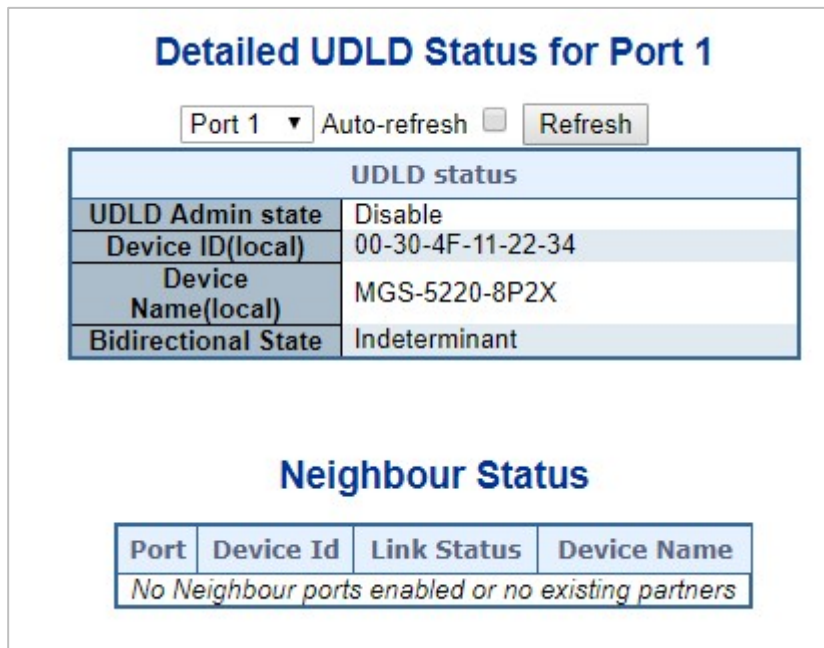 Detailed UDLD Status for Port 1
Port 1 Auto-refresh Refresh
UDLD status
UDLD Admin state Disable
Device ID(local) 00-30-4F-11-22-34
Device
Name(local) MGS-5220-8P2X
Bidirectional State Indeterminant
Neighbour Status
Port Device Id Link Status Device Name
No Neighbour ports enabled or no existing partners